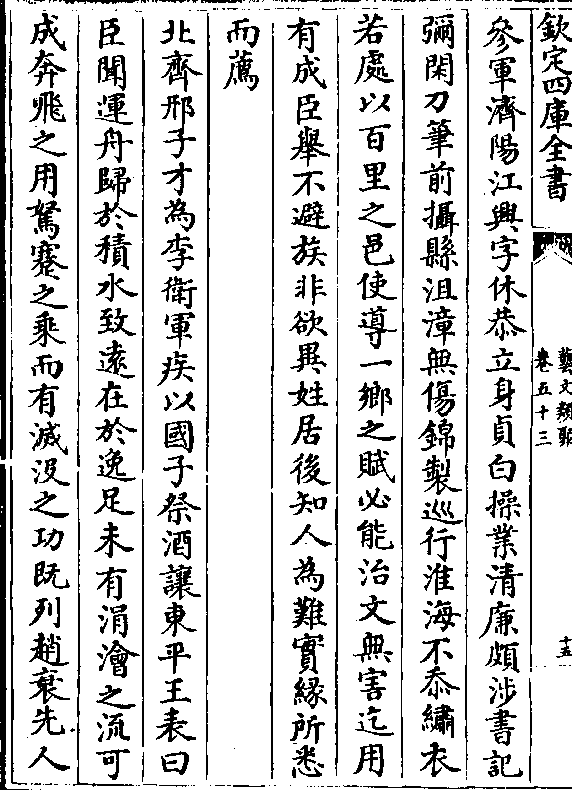 欽定四庫全書
藝文類聚
卷五十三
十五
參軍濟陽江興字休恭立身貞白操業清廉頗涉書記
彌閑刀筆前攝縣沮漳無傷錦製巡行淮海不忝繡衣
若處以百里之邑使導一鄉之賦必能治文無害迄用
有成臣舉不避族非欲異姓居後知人為難實緣所悉
而薦
北齊邢子才為李衛軍疾以國子祭酒讓東平王表曰
臣聞運舟歸於積水致遠在於逸足未有涓澮之流可
成奔飛之用駑蹇之乘而有滅沒之功既列趙衰先人